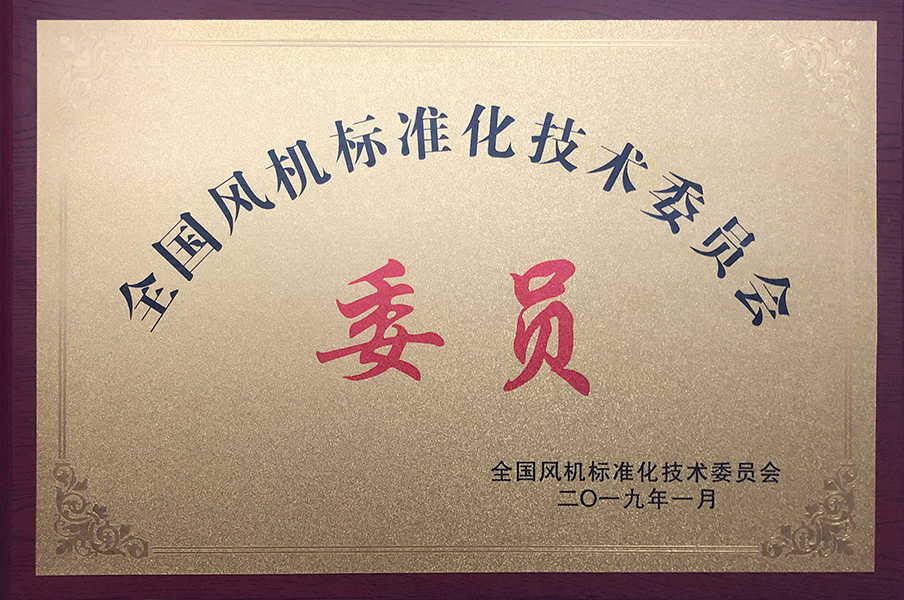 全国风机标准化技术委员会
委员
全国风机标准化技术委员会
二〇一九年一月